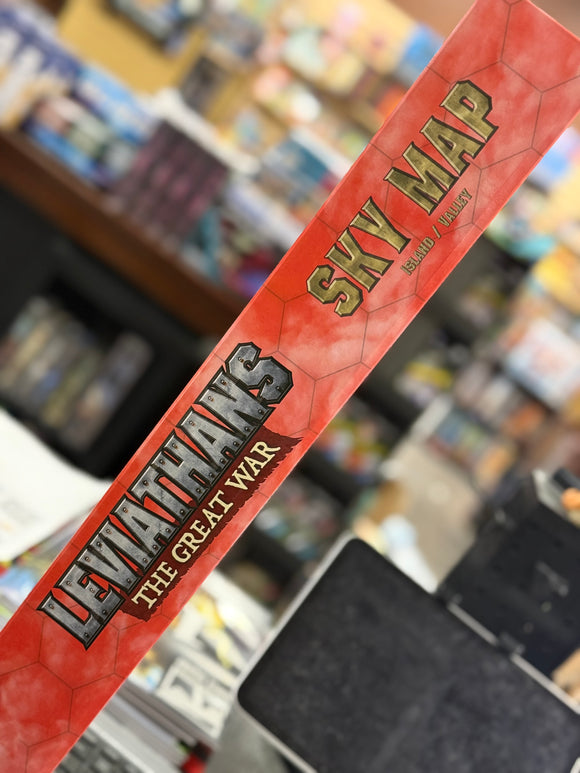 LEVIATHANS
THE GREAT WAR
SKY MAP
ISLAND / VALLEY